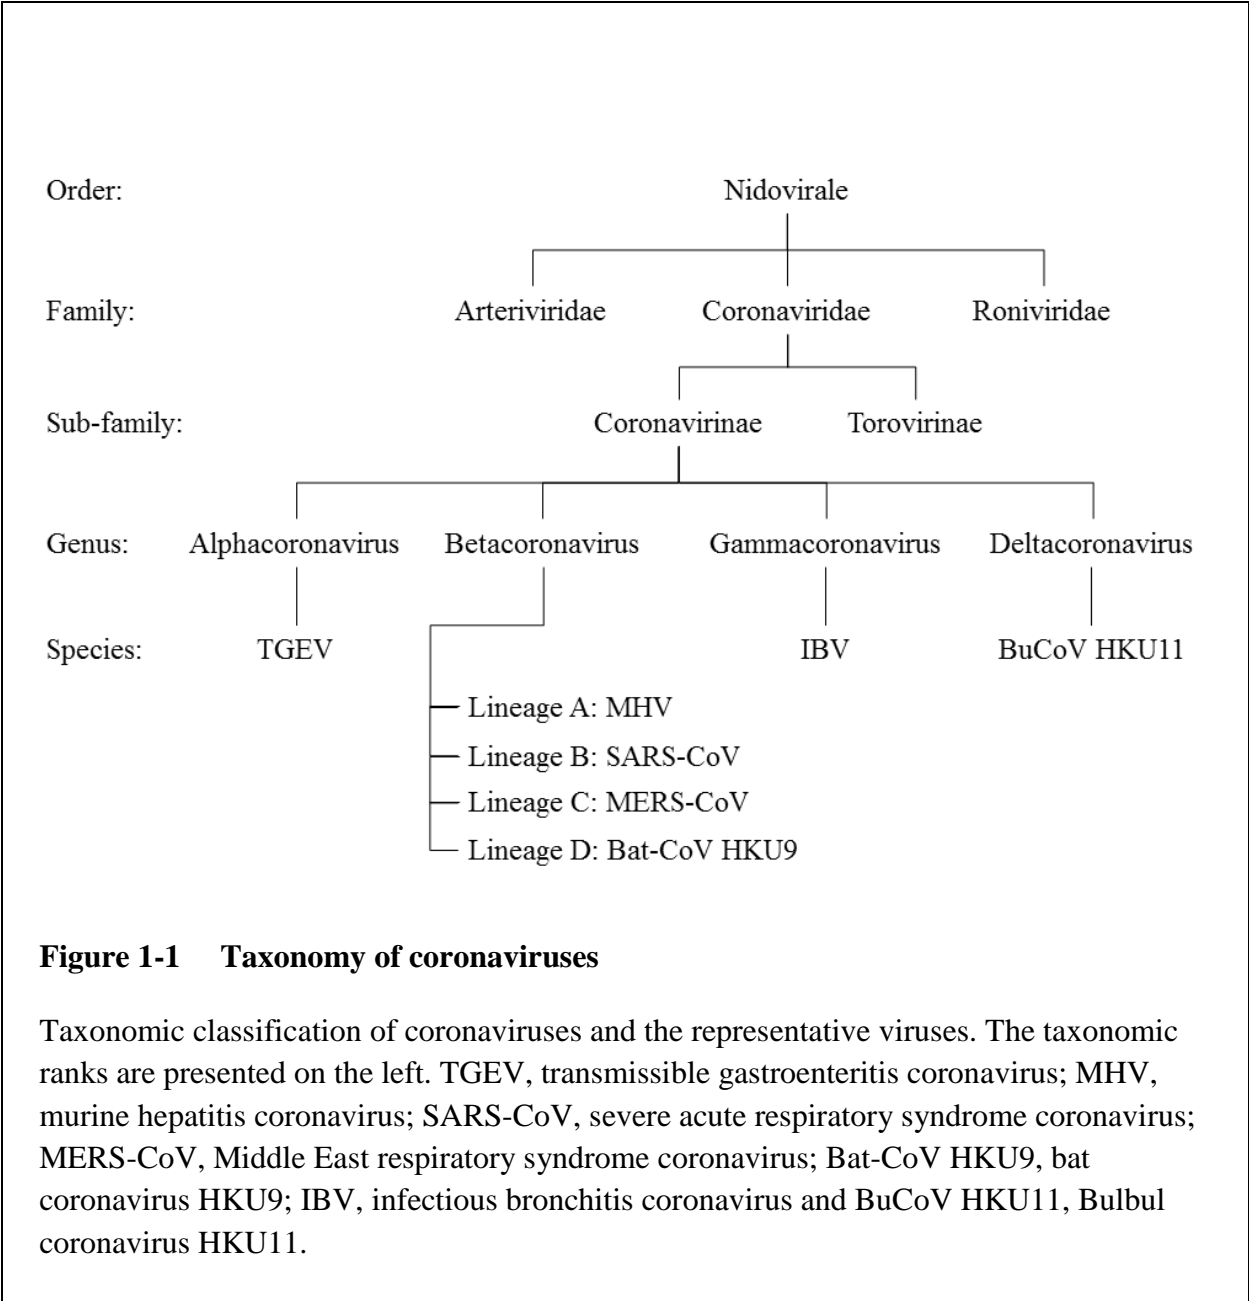 Order: Nidovirale
Family: Arteriviridae Coronaviridae Roniviridae
Sub-family: Coronavirinae Torovirinae
Genus: Alphacoronavirus Betacoronavirus Gammacoronavirus Deltacoronavirus
Species: TGEV IBV BuCoV HKU11
Lineage A: MHV
Lineage B: SARS-CoV
Lineage C: MERS-CoV
Lineage D: Bat-CoV HKU9
Figure 1-1 Taxonomy of coronaviruses
Taxonomic classification of coronaviruses and the representative viruses. The taxonomic
ranks are presented on the left. TGEV, transmissible gastroenteritis coronavirus; MHV,
murine hepatitis coronavirus; SARS-CoV, severe acute respiratory syndrome coronavirus;
MERS-CoV, Middle East respiratory syndrome coronavirus; Bat-CoV HKU9, bat
coronavirus HKU9; IBV, infectious bronchitis coronavirus and BuCoV HKU11, Bulbul
coronavirus HKU11.